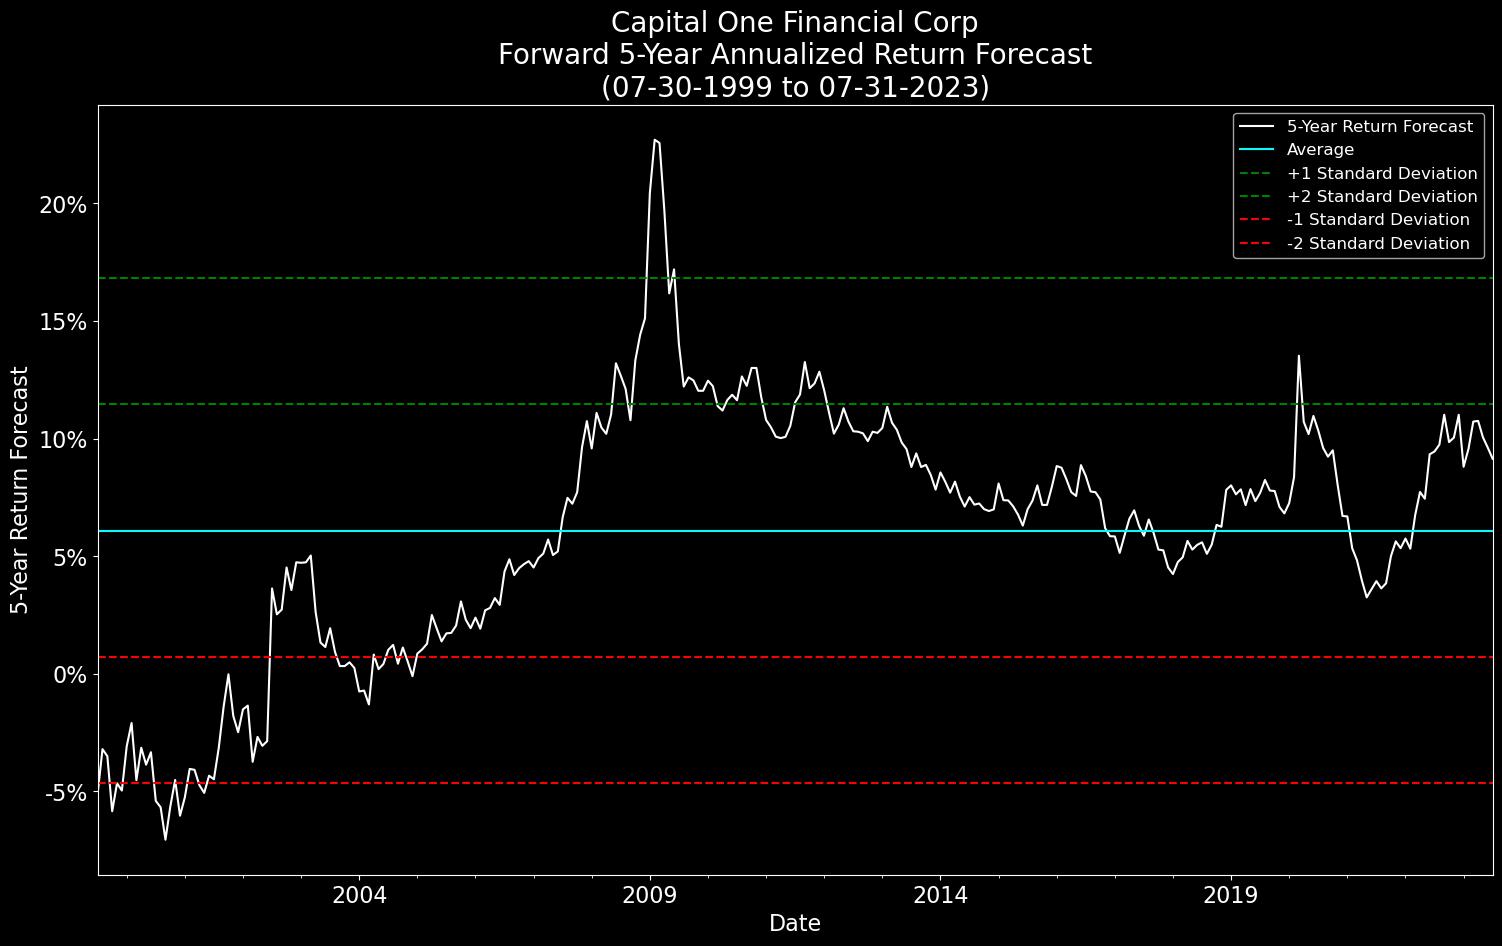 Capital One Financial Corp
Forward 5-Year Annualized Return Forecast
(07-30-1999 to 07-31-2023)
5-Year Return Forecast
Average
+1 Standard Deviation
+2 Standard Deviation
-1 Standard Deviation
-2 Standard Deviation
5-Year Return Forecast
20%
15%
10%
5%
0%
-5%
2004
2009
2014
2019
Date